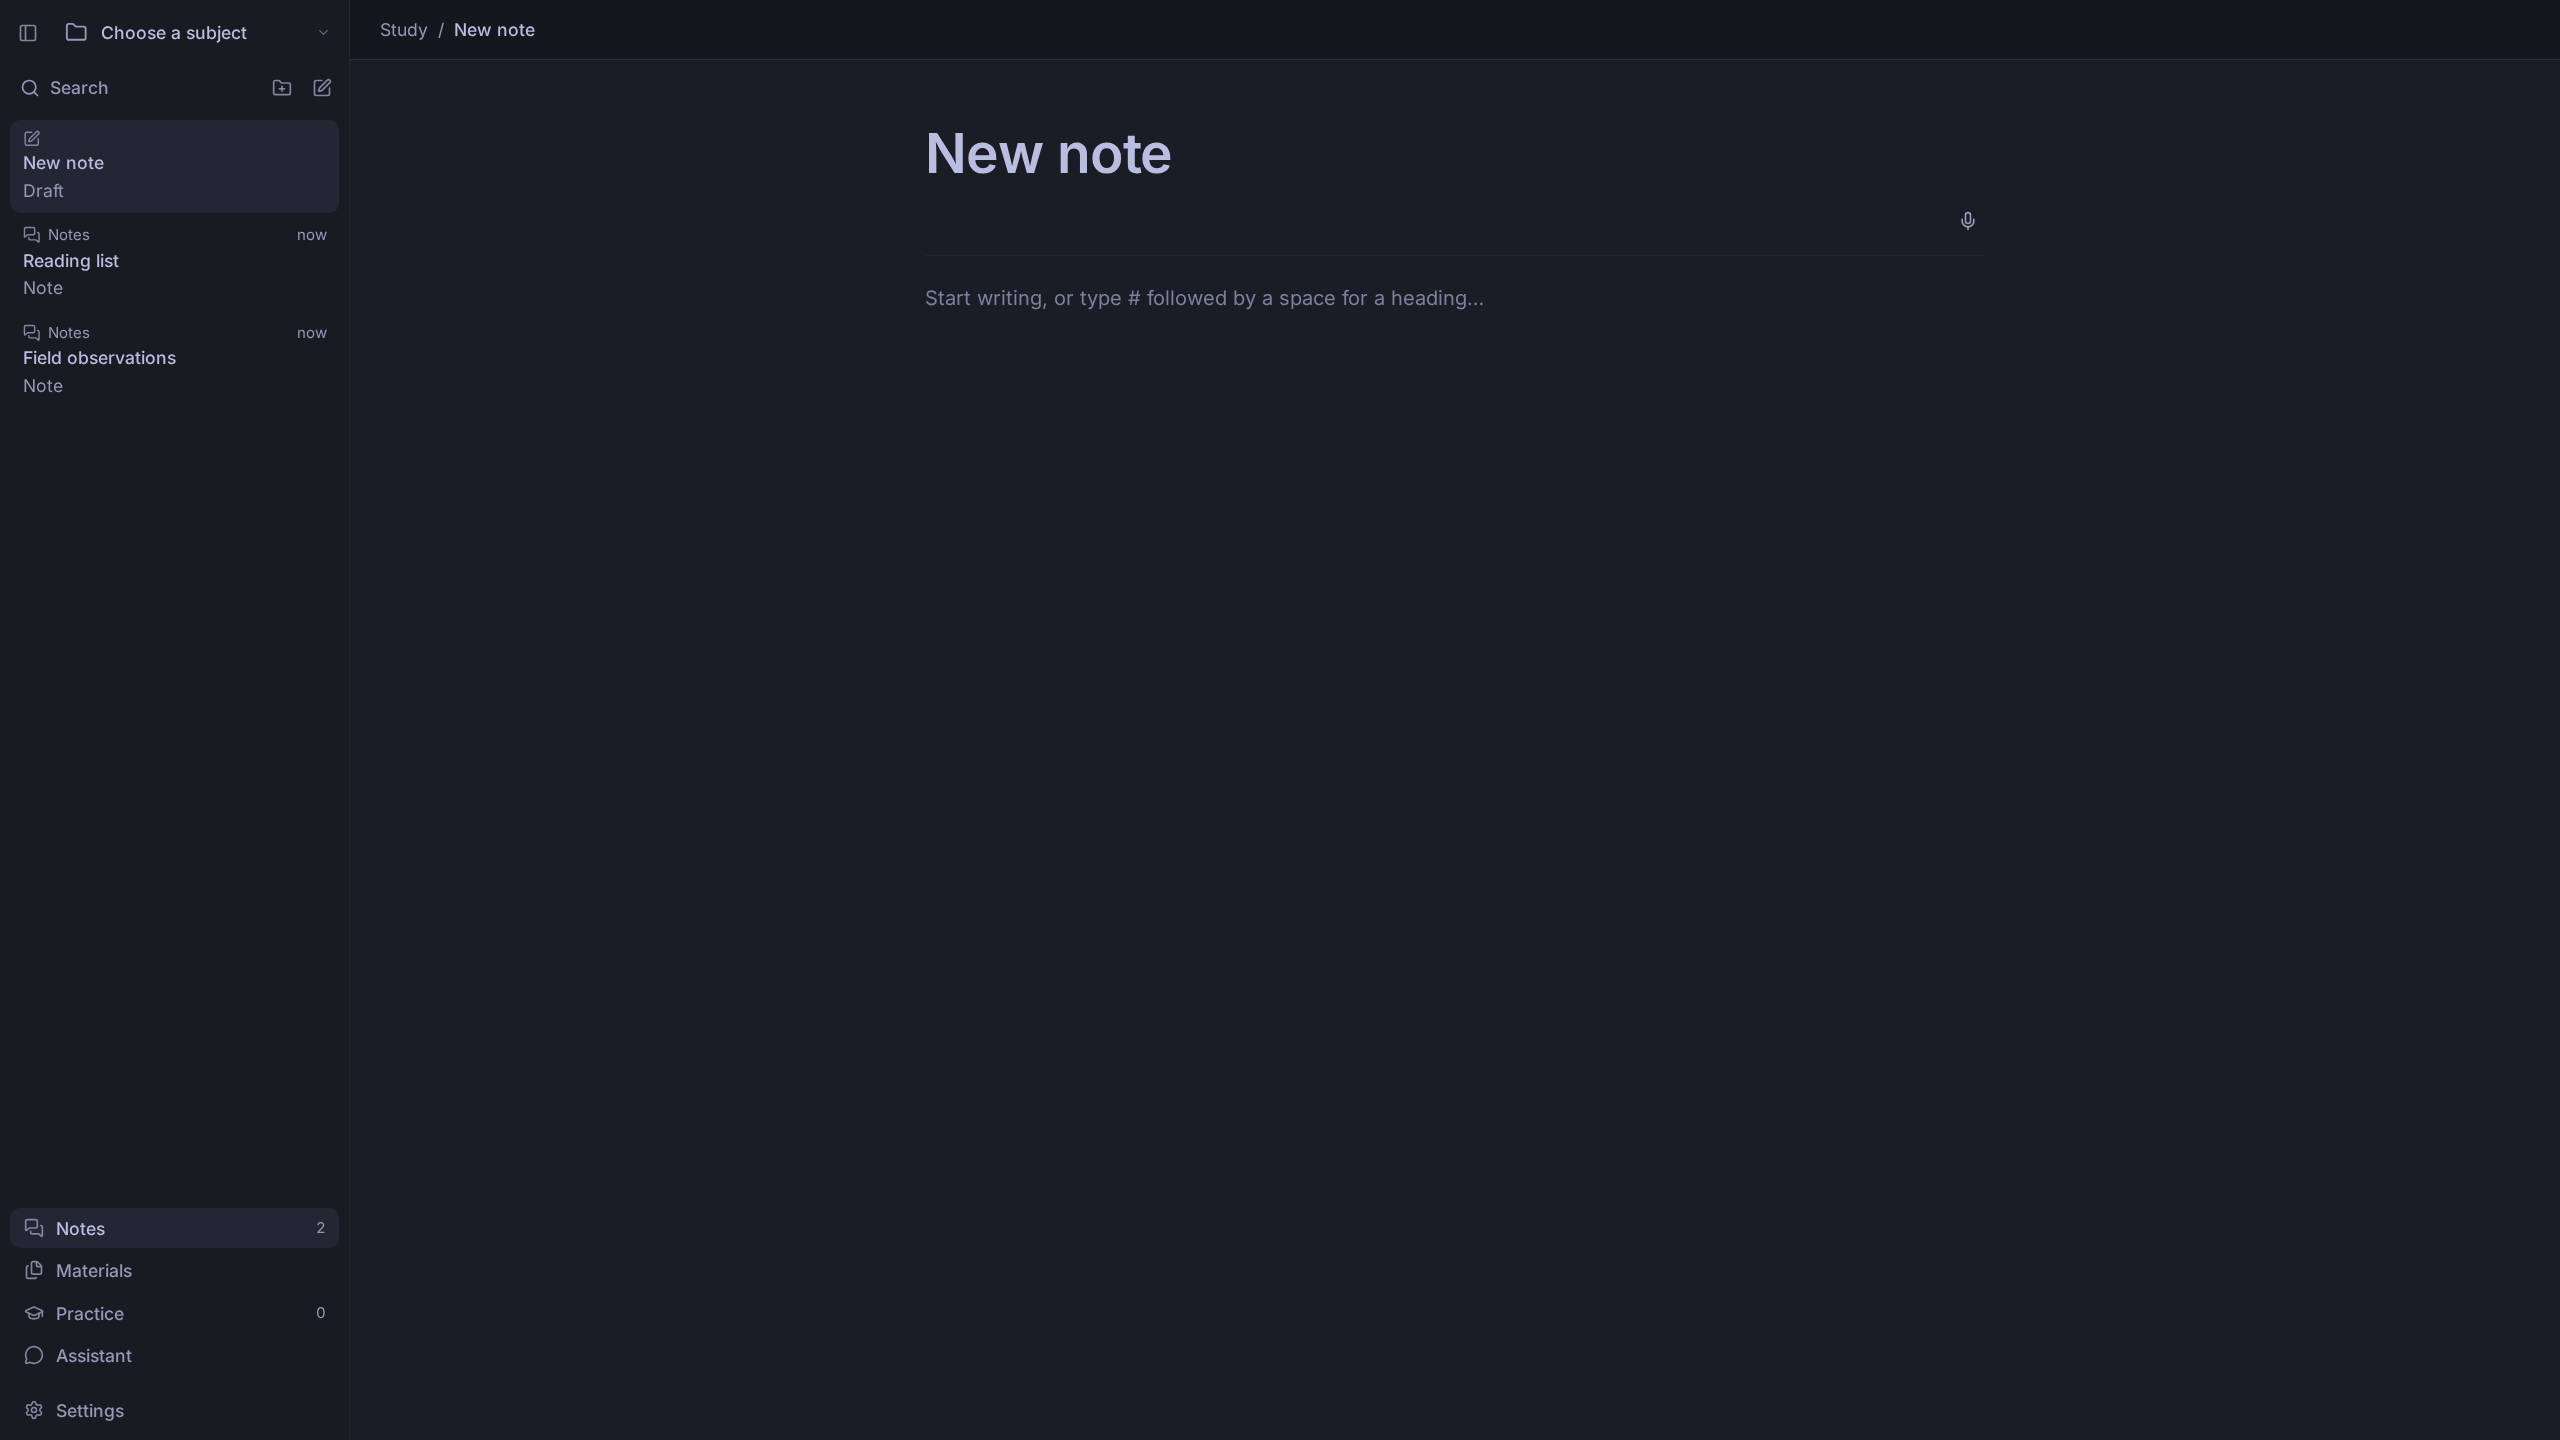 Choose a subject
Search
New note
Draft
Notes now
Reading list
Note
Notes now
Field observations
Note
Notes 2
Materials
Practice 0
Assistant
Settings
Study / New note
New note
Start writing, or type # followed by a space for a heading...